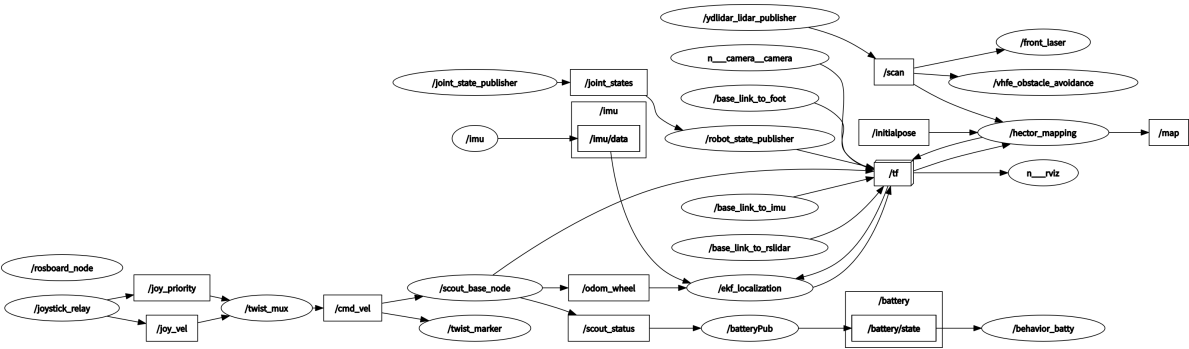 /ydlidar_lidar_publisher
/front_laser
n___camera__camera
/scan
/vhfe_obstacle_avoidance
/joint_state_publisher
/joint_states
/base_link_to_foot
/imu
/imu
/imu/data
/robot_state_publisher
/initialpose
/hector_mapping
/map
/tf
n___rviz
/base_link_to_imu
/base_link_to_rslidar
/rosboard_node
/joy_priority
/joystick_relay
/joy_vel
/twist_mux
/cmd_vel
/scout_base_node
/twist_marker
/odom_wheel
/scout_status
/ekf_localization
/batteryPub
/battery
/battery/state
/behavior_batty